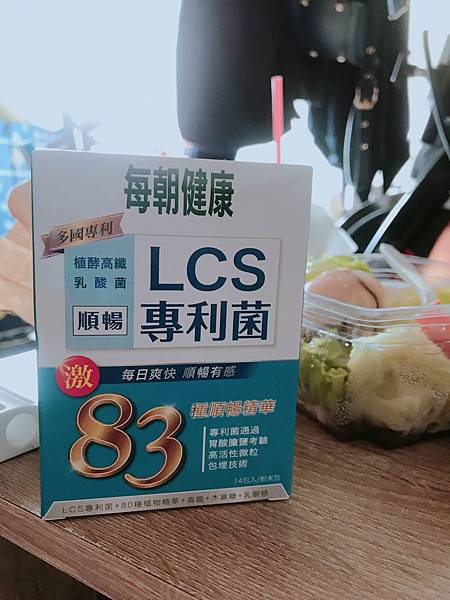 每朝健康
多國專利
植酵高纖
乳酸菌
順暢
LCS
專利菌
每日爽快 順暢有感
激
83
種順暢精華
專利菌通過
胃酸膽鹽考驗
高活性微粒
包埋技術
14包入/粉末包
LCS專利菌+80種植物精華+高纖+木寡糖+乳酮糖